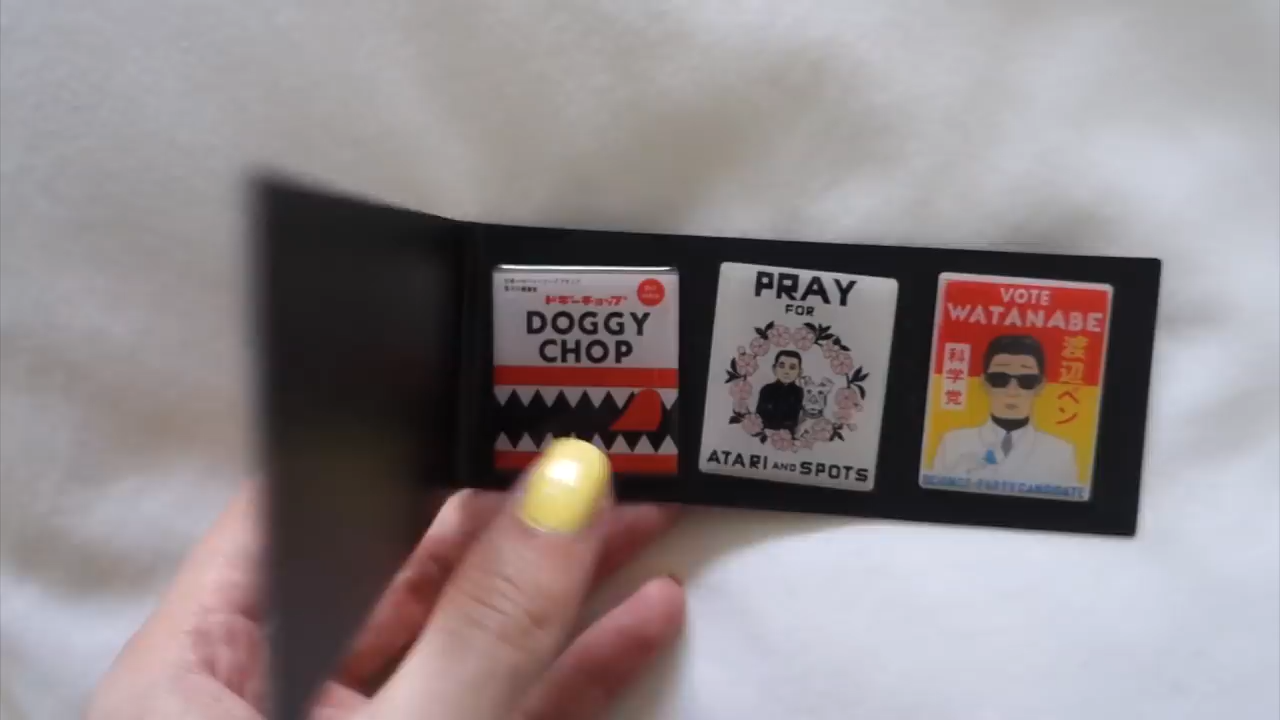 ドギーチョップ
DOGGY
CHOP
PRAY
FOR
ATARI AND SPOTS
VOTE
WATANABE
科学党
渡辺ベン
SCIENCE PARTY CANDIDATE